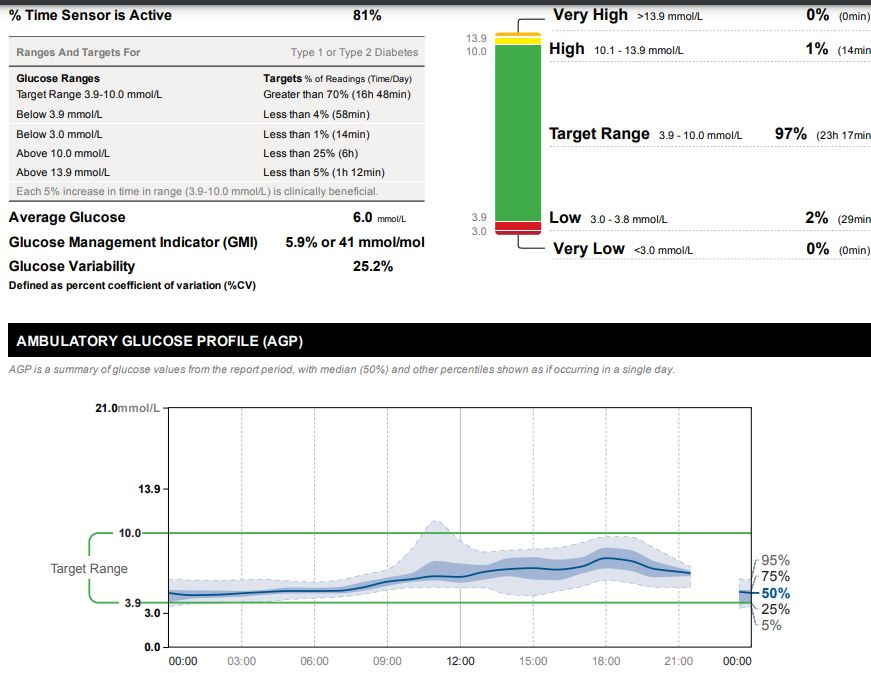 % Time Sensor is Active 81%
Ranges And Targets For Type 1 or Type 2 Diabetes
Glucose Ranges Targets % of Readings (Time/Day)
Target Range 3.9-10.0 mmol/L Greater than 70% (16h 48min)
Below 3.9 mmol/L Less than 4% (58min)
Below 3.0 mmol/L Less than 1% (14min)
Above 10.0 mmol/L Less than 25% (6h)
Above 13.9 mmol/L Less than 5% (1h 12min)
Each 5% increase in time in range (3.9-10.0 mmol/L) is clinically beneficial.
Average Glucose 6.0 mmol/L
Glucose Management Indicator (GMI) 5.9% or 41 mmol/mol
Glucose Variability 25.2%
Defined as percent coefficient of variation (%CV)
Very High >13.9 mmol/L 0% (0min)
13.9
10.0
High 10.1 - 13.9 mmol/L 1% (14min
Target Range 3.9 - 10.0 mmol/L 97% (23h 17min
3.9
3.0
Low 3.0 - 3.8 mmol/L 2% (29min
Very Low <3.0 mmol/L 0% (0min)
AMBULATORY GLUCOSE PROFILE (AGP)
AGP is a summary of glucose values from the report period, with median (50%) and other percentiles shown as if occurring in a single day.
21.0 mmol/L
13.9
10.0
Target Range
3.9
3.0
0.0
95%
75%
50%
25%
5%
00:00 03:00 06:00 09:00 12:00 15:00 18:00 21:00 00:00